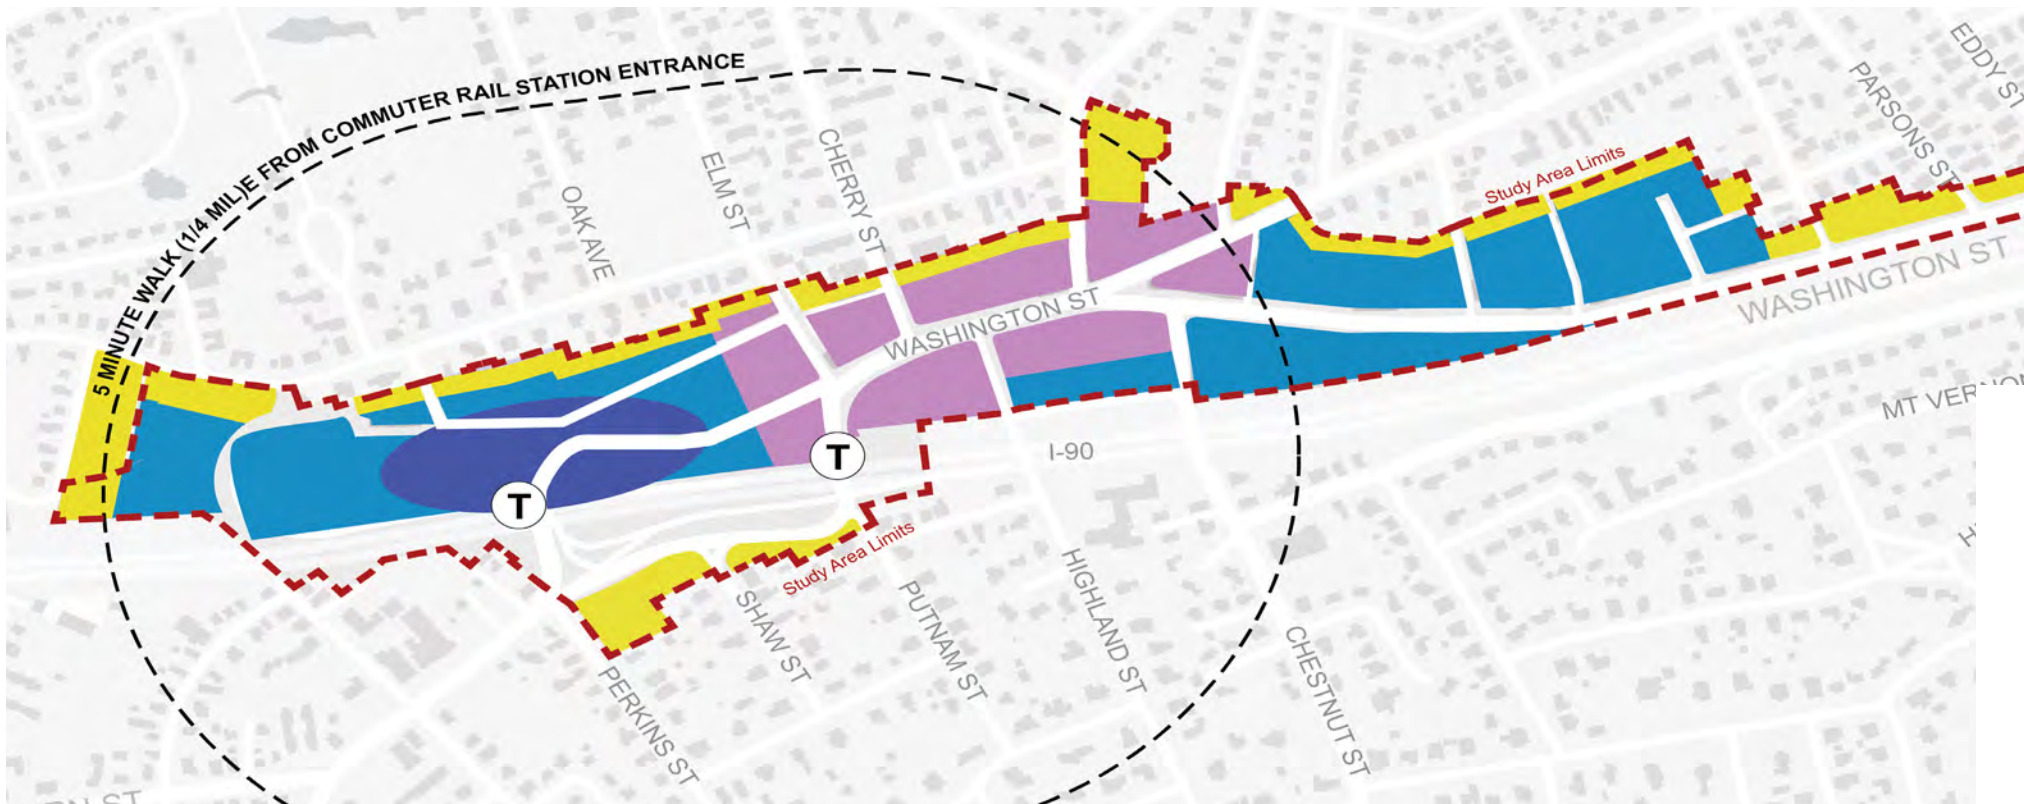 5 MINUTE WALK (1/4 MIL)E FROM COMMUTER RAIL STATION ENTRANCE
EDDY ST
PARSONS ST
CHERRY ST
ELM ST
OAK AVE
Study Area Limits
WASHINGTON ST
WASHINGTON ST
MT VERNON
T
T
I-90
Study Area Limits
HIGHLAND ST
PUTNAM ST
SHAW ST
CHESTNUT ST
PERKINS ST